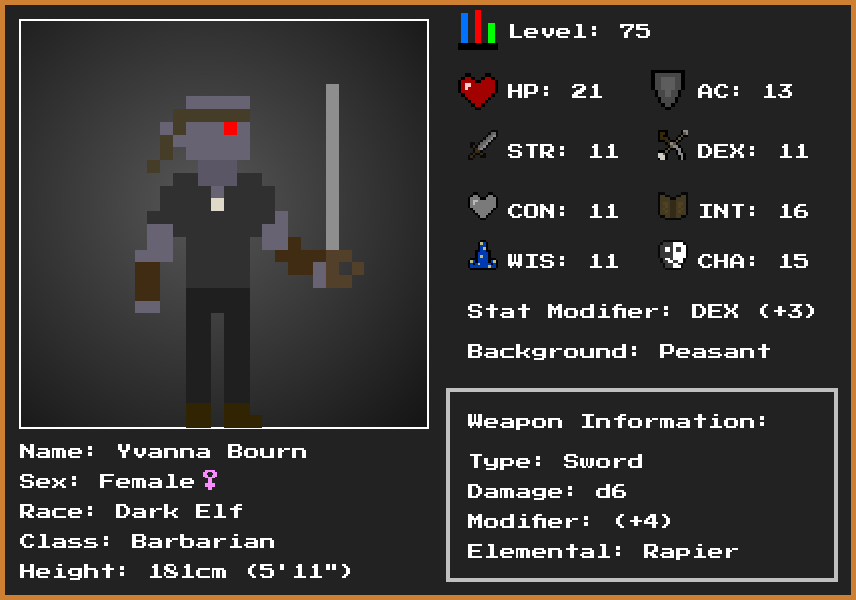 Level: 75
HP: 21
AC: 13
STR: 11
DEX: 11
CON: 11
INT: 16
WIS: 11
CHA: 15
Stat Modifier: DEX (+3)
Background: Peasant
Weapon Information:
Type: Sword
Damage: d6
Modifier: (+4)
Elemental: Rapier
Name: Yvanna Bourn
Sex: Female♀
Race: Dark Elf
Class: Barbarian
Height: 181cm (5'11")